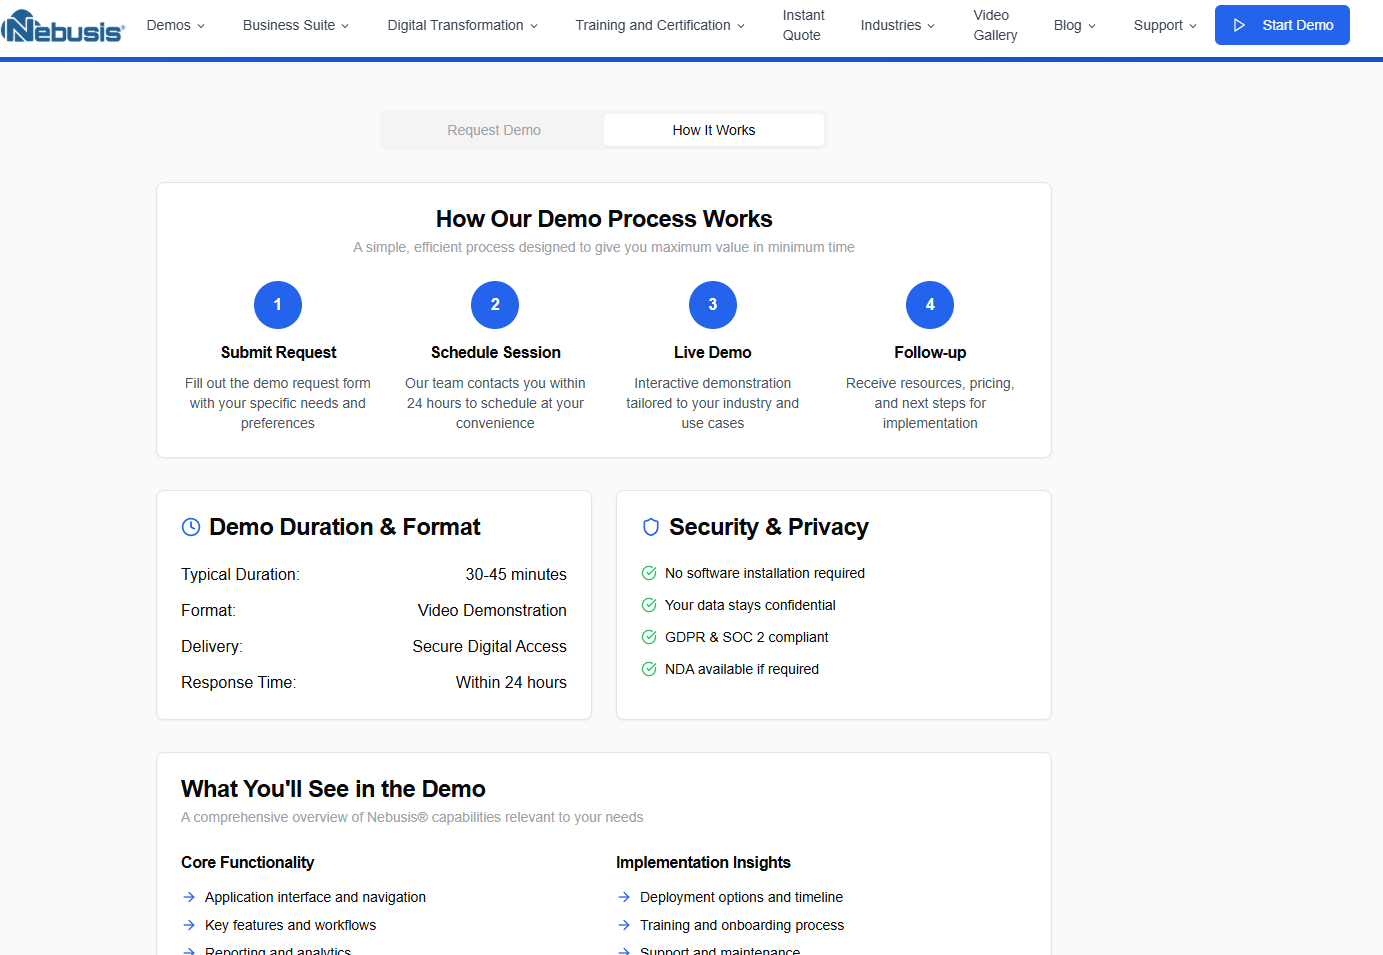 Nebusis®
Demos
Business Suite
Digital Transformation
Training and Certification
Instant
Quote
Industries
Video
Gallery
Blog
Support
Start Demo
Request Demo
How It Works
How Our Demo Process Works
A simple, efficient process designed to give you maximum value in minimum time
1
Submit Request
Fill out the demo request form
with your specific needs and
preferences
2
Schedule Session
Our team contacts you within
24 hours to schedule at your
convenience
3
Live Demo
Interactive demonstration
tailored to your industry and
use cases
4
Follow-up
Receive resources, pricing,
and next steps for
implementation
Demo Duration & Format
Typical Duration: 30-45 minutes
Format: Video Demonstration
Delivery: Secure Digital Access
Response Time: Within 24 hours
Security & Privacy
No software installation required
Your data stays confidential
GDPR & SOC 2 compliant
NDA available if required
What You'll See in the Demo
A comprehensive overview of Nebusis® capabilities relevant to your needs
Core Functionality
Application interface and navigation
Key features and workflows
Reporting and analytics
Implementation Insights
Deployment options and timeline
Training and onboarding process
Support and maintenance